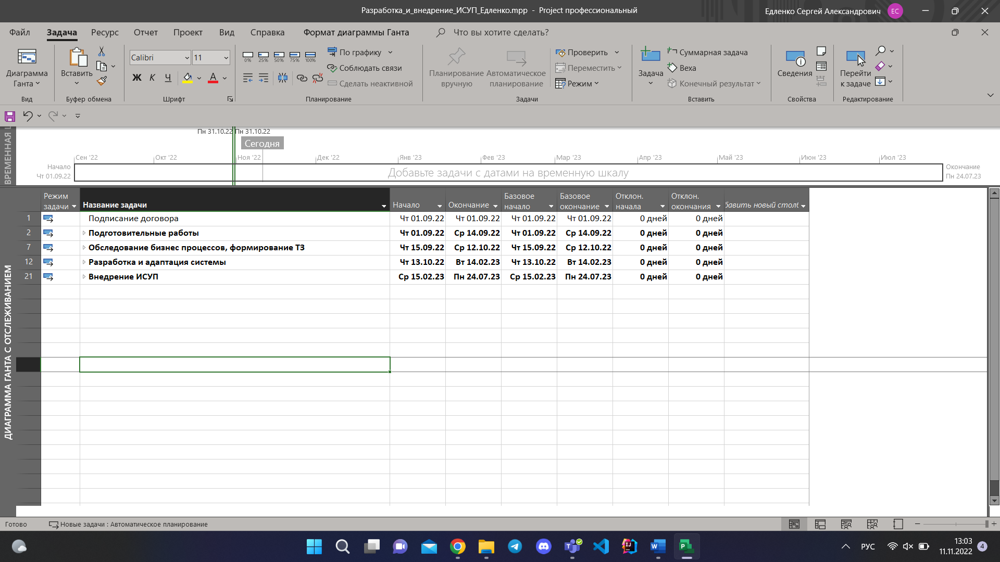 Разработка_и_внедрение_ИСУП_Едленко.mpp - Project профессиональный
Едленко Сергей Александрович ЕС
Файл Задача Ресурс Отчет Проект Вид Справка Формат диаграммы Ганта Что вы хотите сделать?
Диаграмма Ганта
Вид
Вставить
Буфер обмена
Calibri 11
Ж К Ч А
Шрифт
0% 25% 50% 75% 100%
По графику
Соблюдать связи
Сделать неактивной
Планирование
Планирование вручную
Автоматическое планирование
Проверить
Переместить
Режим
Задачи
Задача
Суммарная задача
Веха
Конечный результат
Вставить
Сведения
Свойства
Перейти к задаче
Редактирование
ВРЕМЕННАЯ
Пн 31.10.22 Пн 31.10.22
Сегодня
Сен '22 Окт '22 Ноя '22 Дек '22 Янв '23 Фев '23 Мар '23 Апр '23 Май '23 Июн '23 Июл '23
Начало
Чт 01.09.22
Добавьте задачи с датами на временную шкалу
Окончание
Пн 24.07.23
Режим задачи Название задачи Начало Окончание Базовое начало Базовое окончание Отклон. начала Отклон. окончания бавить новый столб
1 Подписание договора Чт 01.09.22 Чт 01.09.22 Чт 01.09.22 Чт 01.09.22 0 дней 0 дней
2 Подготовительные работы Чт 01.09.22 Ср 14.09.22 Чт 01.09.22 Ср 14.09.22 0 дней 0 дней
7 Обследование бизнес процессов, формирование ТЗ Чт 15.09.22 Ср 12.10.22 Чт 15.09.22 Ср 12.10.22 0 дней 0 дней
12 Разработка и адаптация системы Чт 13.10.22 Вт 14.02.23 Чт 13.10.22 Вт 14.02.23 0 дней 0 дней
21 Внедрение ИСУП Ср 15.02.23 Пн 24.07.23 Ср 15.02.23 Пн 24.07.23 0 дней 0 дней
ДИАГРАММА ГАНТА С ОТСЛЕЖИВАНИЕМ
Готово Новые задачи : Автоматическое планирование
РУС
13:03
11.11.2022
4